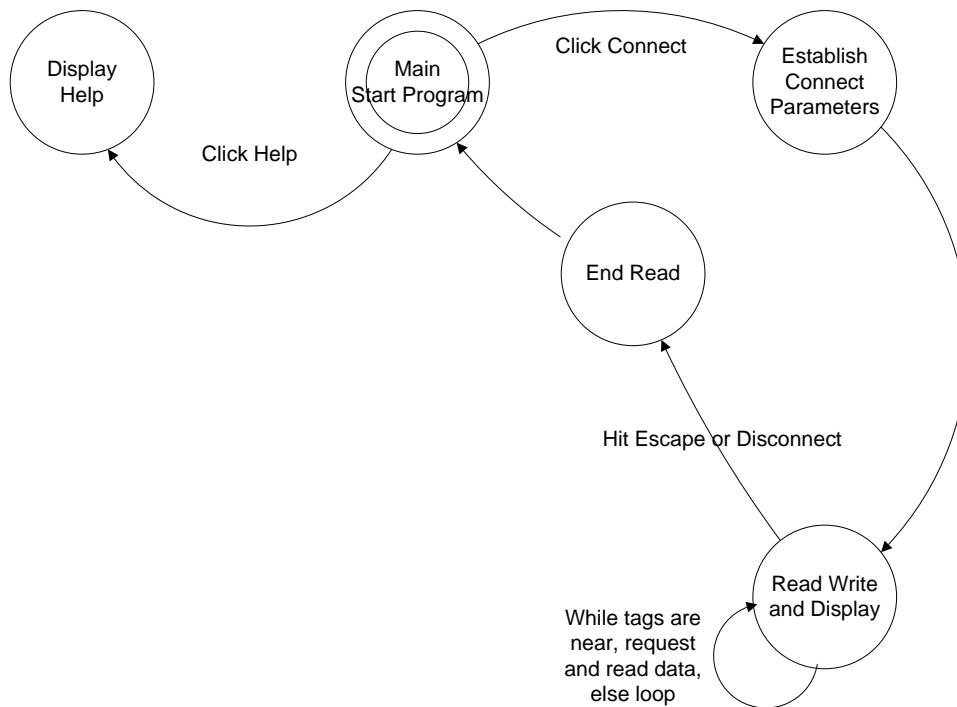 Display
Help
Main
Start Program
Click Connect
Establish
Connect
Parameters
Click Help
End Read
Hit Escape or Disconnect
Read Write
and Display
While tags are
near, request
and read data,
else loop